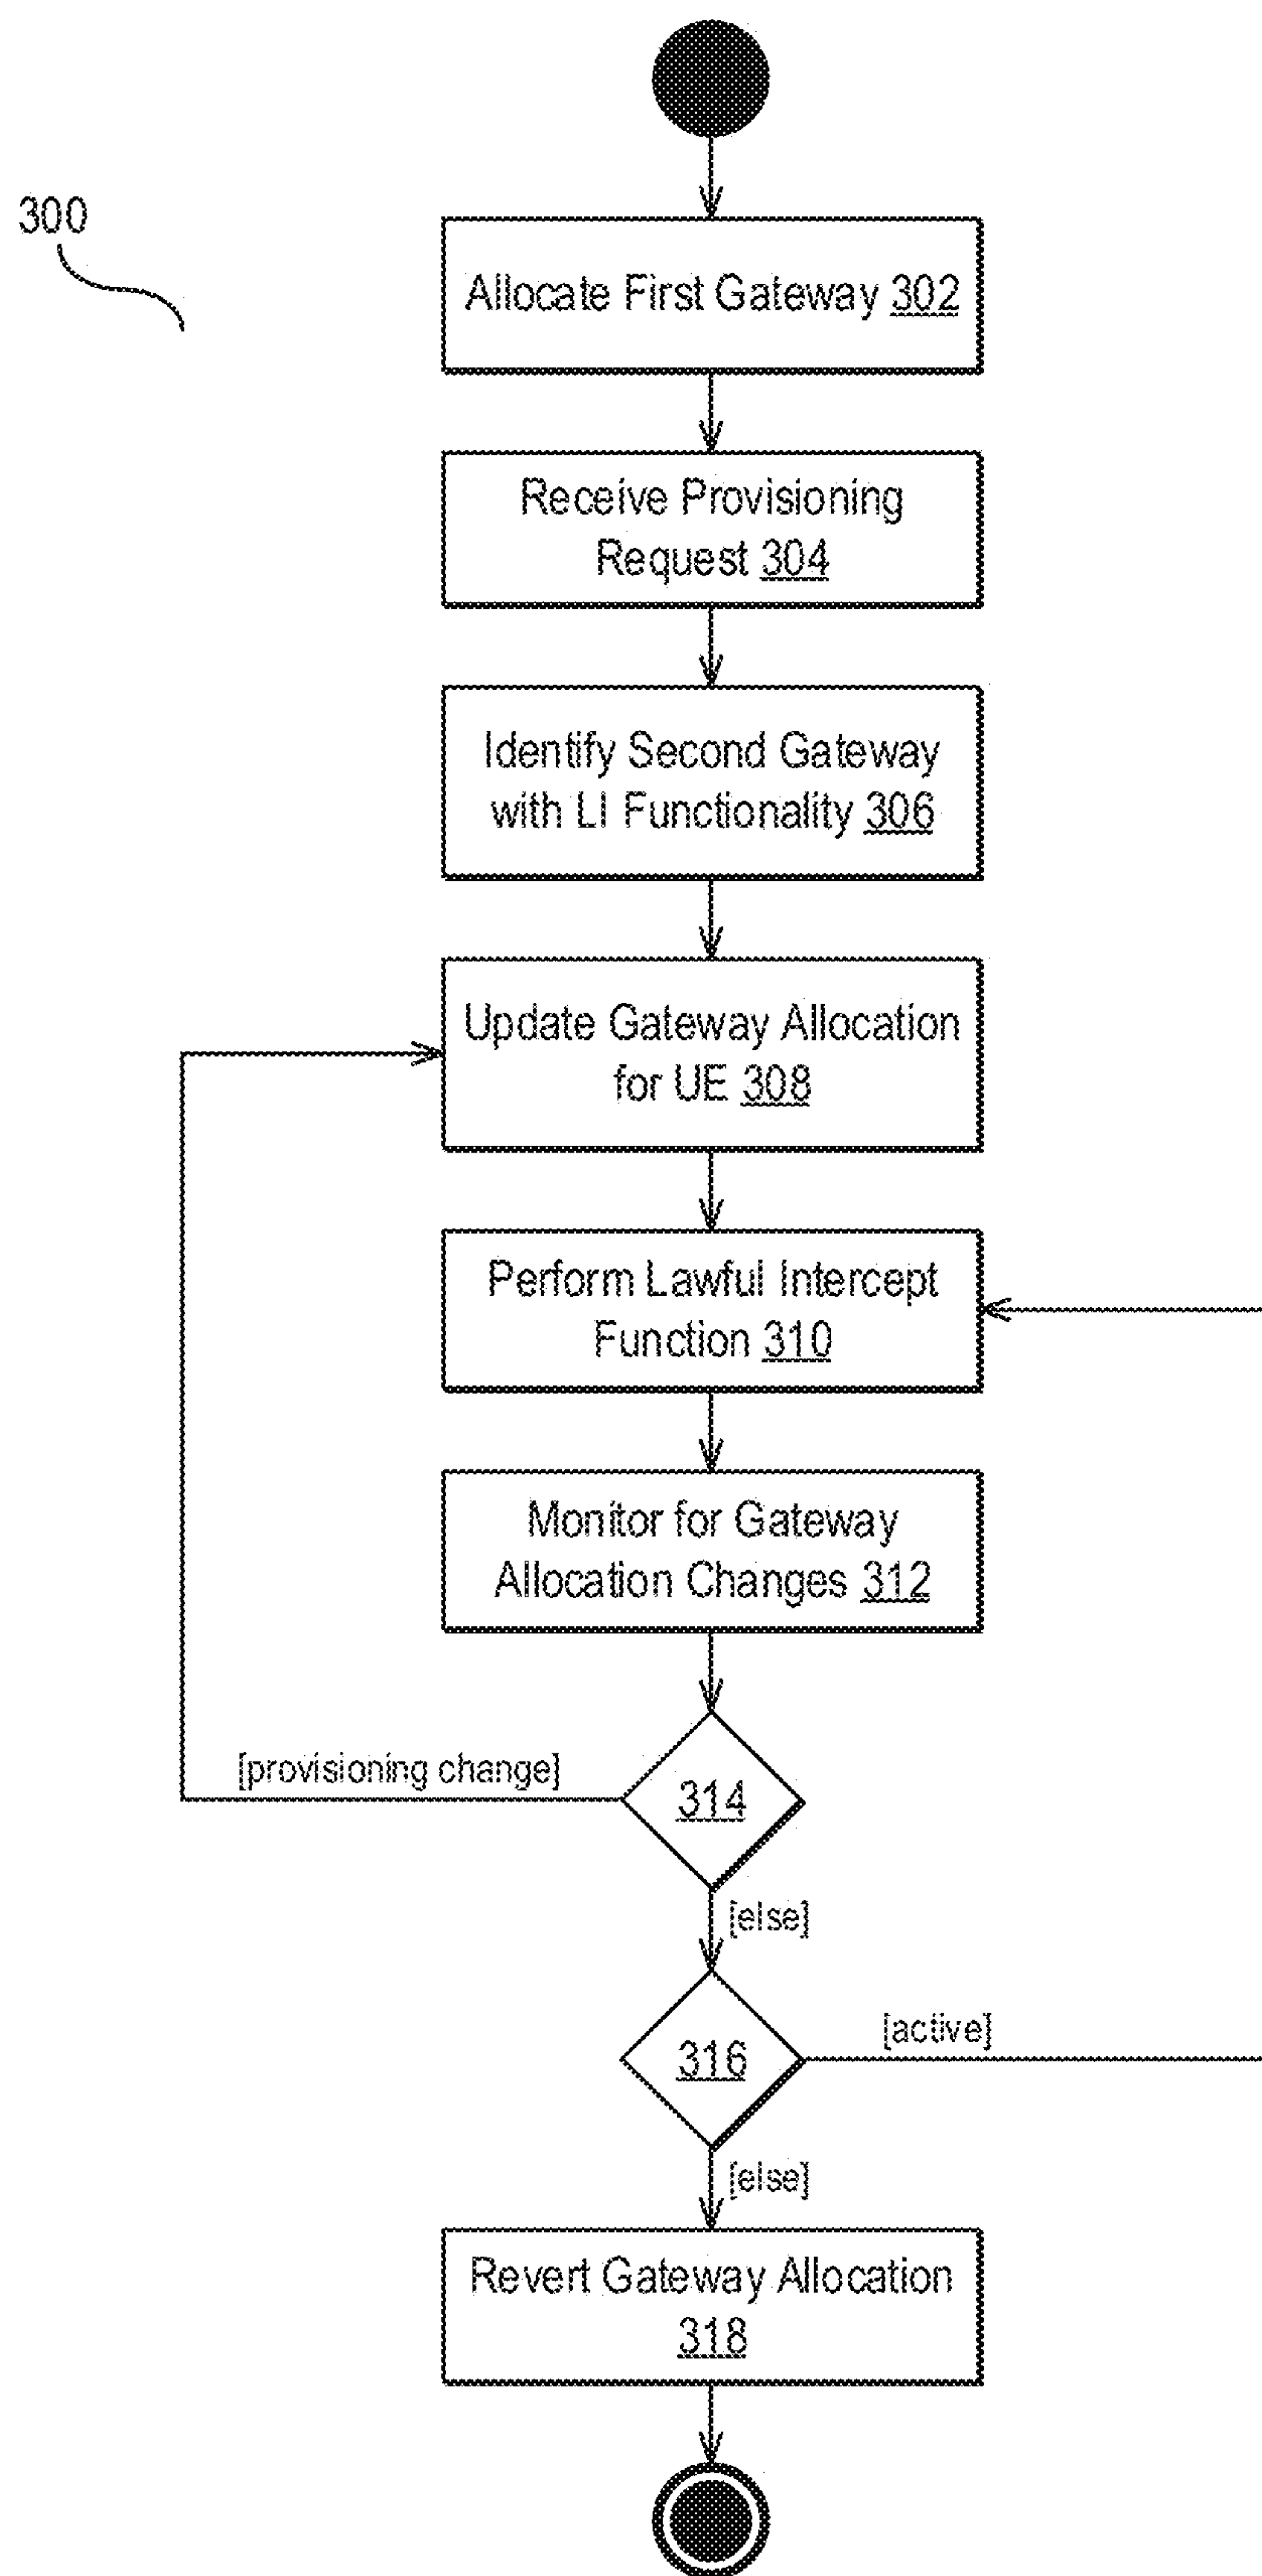 300
Allocate First Gateway 302
Receive Provisioning
Request 304
Identify Second Gateway
with LI Functionality 306
Update Gateway Allocation
for UE 308
Perform Lawful Intercept
Function 310
Monitor for Gateway
Allocation Changes 312
[provisioning change]
314
[else]
[active]
316
[else]
Revert Gateway Allocation
318